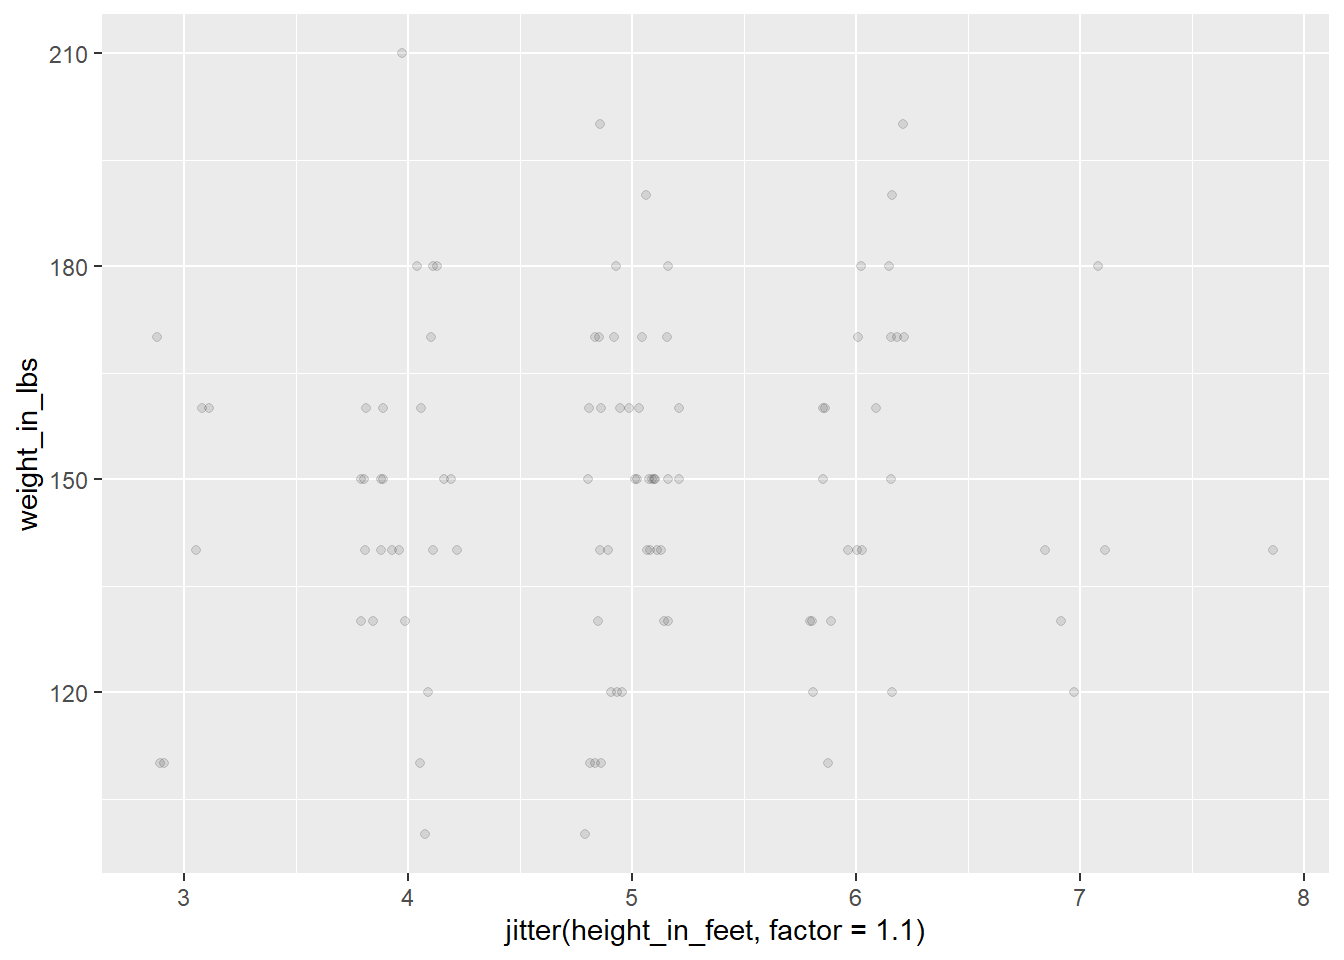 210
180
150
120
weight_in_lbs
3 4 5 6 7 8
jitter(height_in_feet, factor = 1.1)